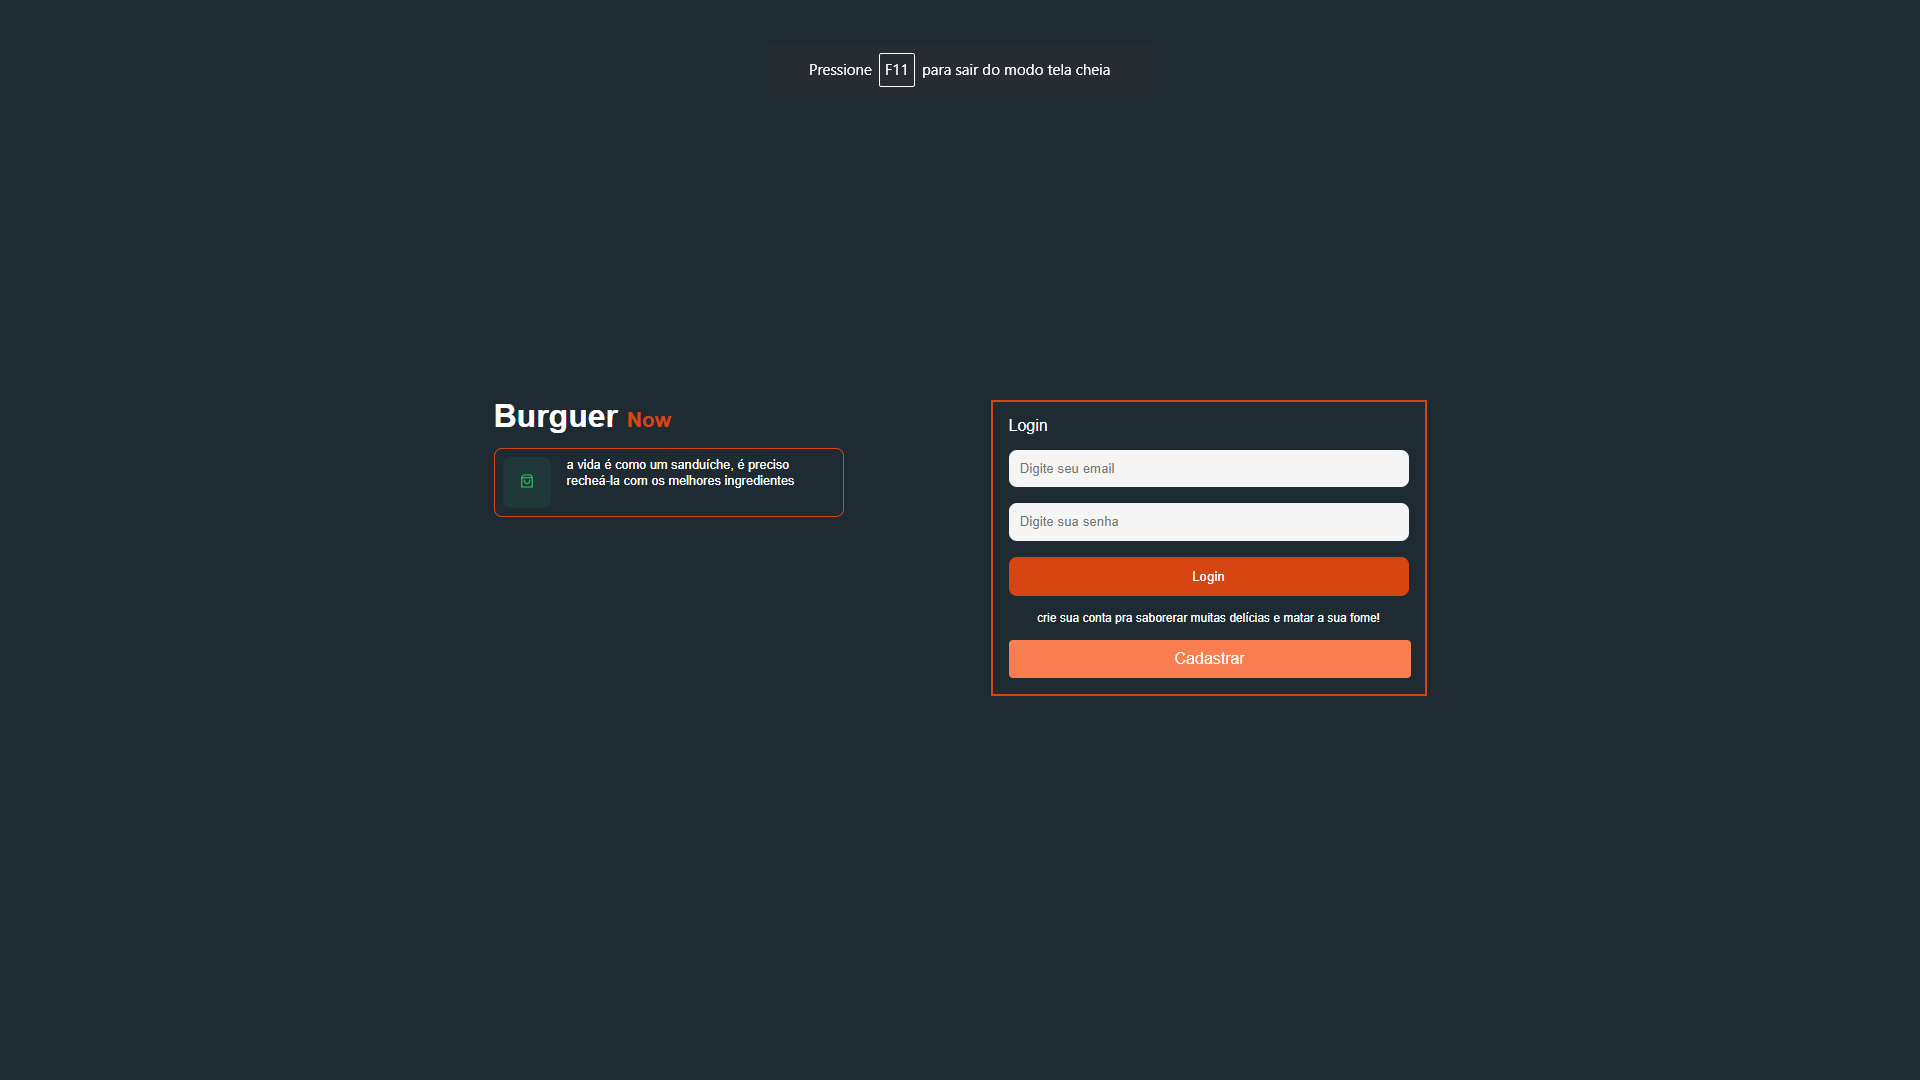 Pressione F11 para sair do modo tela cheia
Burguer Now
a vida é como um sanduíche, é preciso
recheá-la com os melhores ingredientes
Login
Digite seu email
Digite sua senha
Login
crie sua conta pra saborerar muitas delícias e matar a sua fome!
Cadastrar